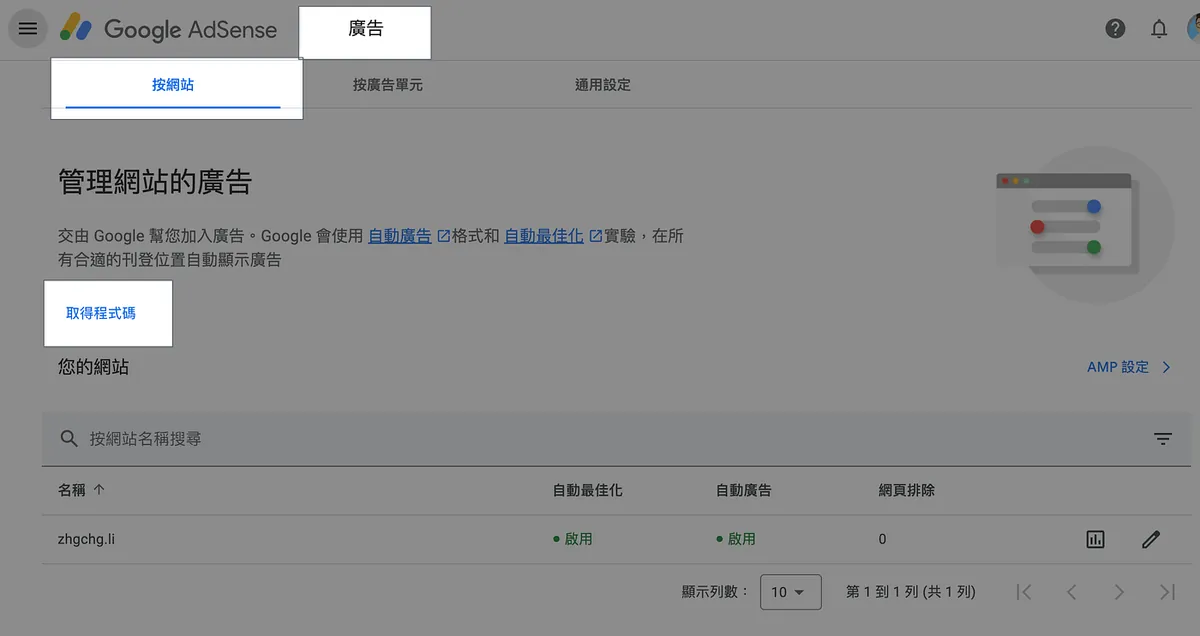 Google AdSense 廣告
按網站 按廣告單元 通用設定
管理網站的廣告
交由 Google 幫您加入廣告。Google 會使用 自動廣告 格式和 自動最佳化 實驗，在所
有合適的刊登位置自動顯示廣告
取得程式碼
您的網站 AMP 設定
按網站名稱搜尋
名稱 自動最佳化 自動廣告 網頁排除
zhgchg.li 啟用 啟用 0
顯示列數： 10 第 1 到 1 列 (共 1 列)